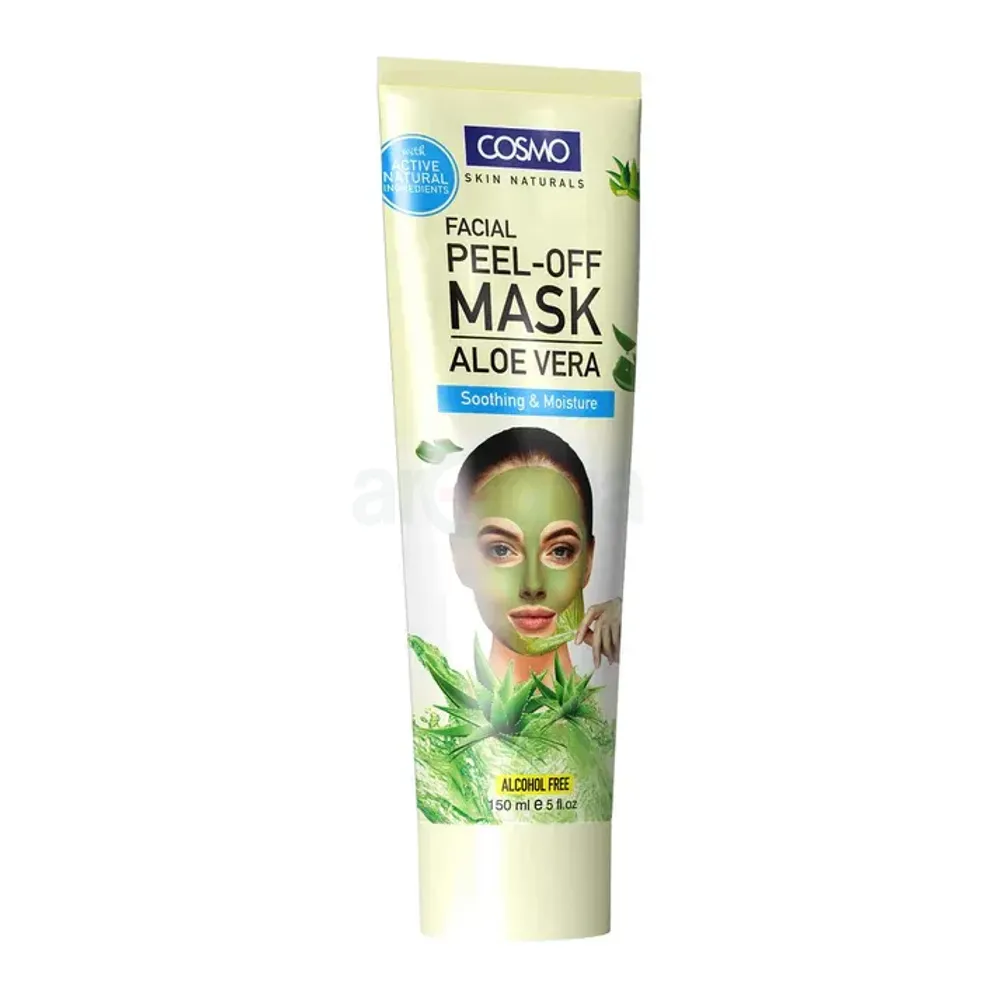 COSMO
SKIN NATURALS
with
ACTIVE
NATURAL
INGREDIENTS
FACIAL
PEEL-OFF
MASK
ALOE VERA
Soothing & Moisture
ALCOHOL FREE
150 ml e 5 fl.oz